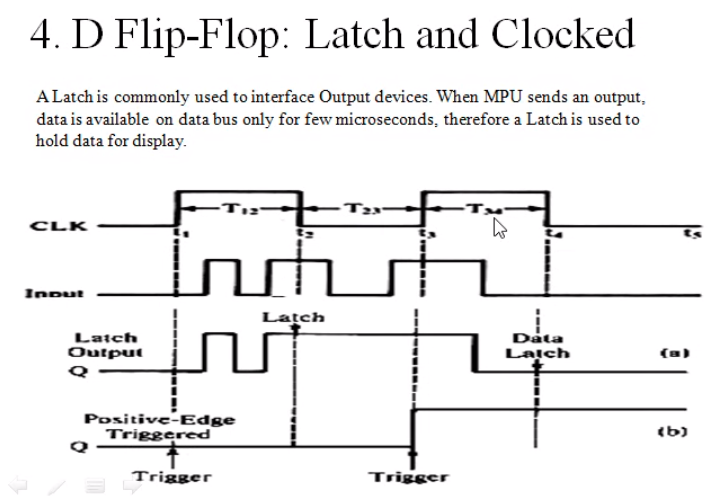 4. D Flip-Flop: Latch and Clocked
A Latch is commonly used to interface Output devices. When MPU sends an output,
data is available on data bus only for few microseconds, therefore a Latch is used to
hold data for display.
T12 T23 T34
CLK t1 t2 t3 t4 t5
Input
Latch
Latch
Output
Q
Data
Latch
(a)
Positive-Edge
Triggered
Q
(b)
Trigger Trigger